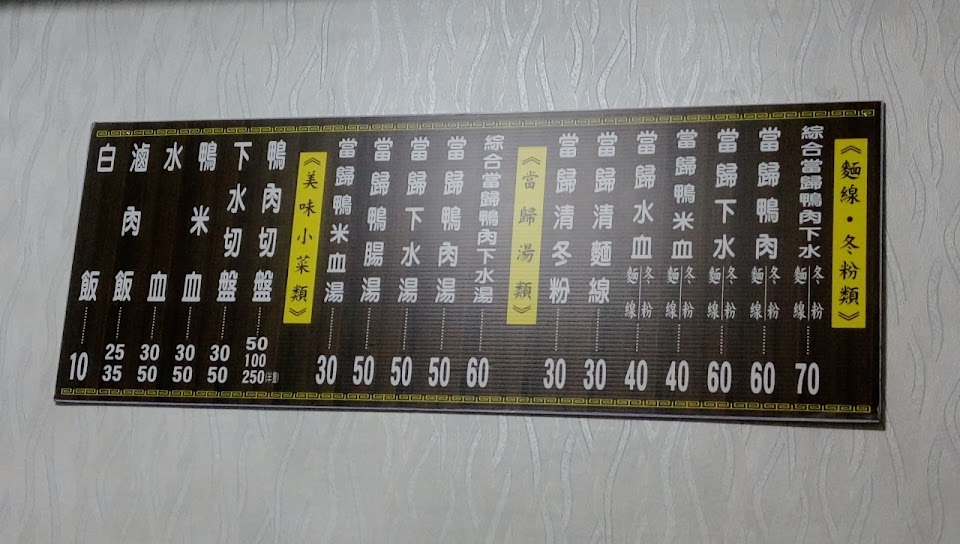 《麵線·冬粉類》
綜合當歸鴨肉下水冬粉麵線 70
當歸鴨肉冬粉麵線 60
當歸下水冬粉麵線 60
當歸鴨米血冬粉麵線 40
當歸水血冬粉麵線 40
當歸清麵線 30
當歸清冬粉 30
《當歸湯類》
綜合當歸鴨肉下水湯 60
當歸鴨肉湯 50
當歸下水湯 50
當歸鴨腸湯 50
當歸鴨米血湯 30
《美味小菜類》
鴨肉切盤 50 100 250(半隻)
下水切盤 30 50
鴨米血 30 50
水血 30 50
滷肉飯 25 35
白飯 10